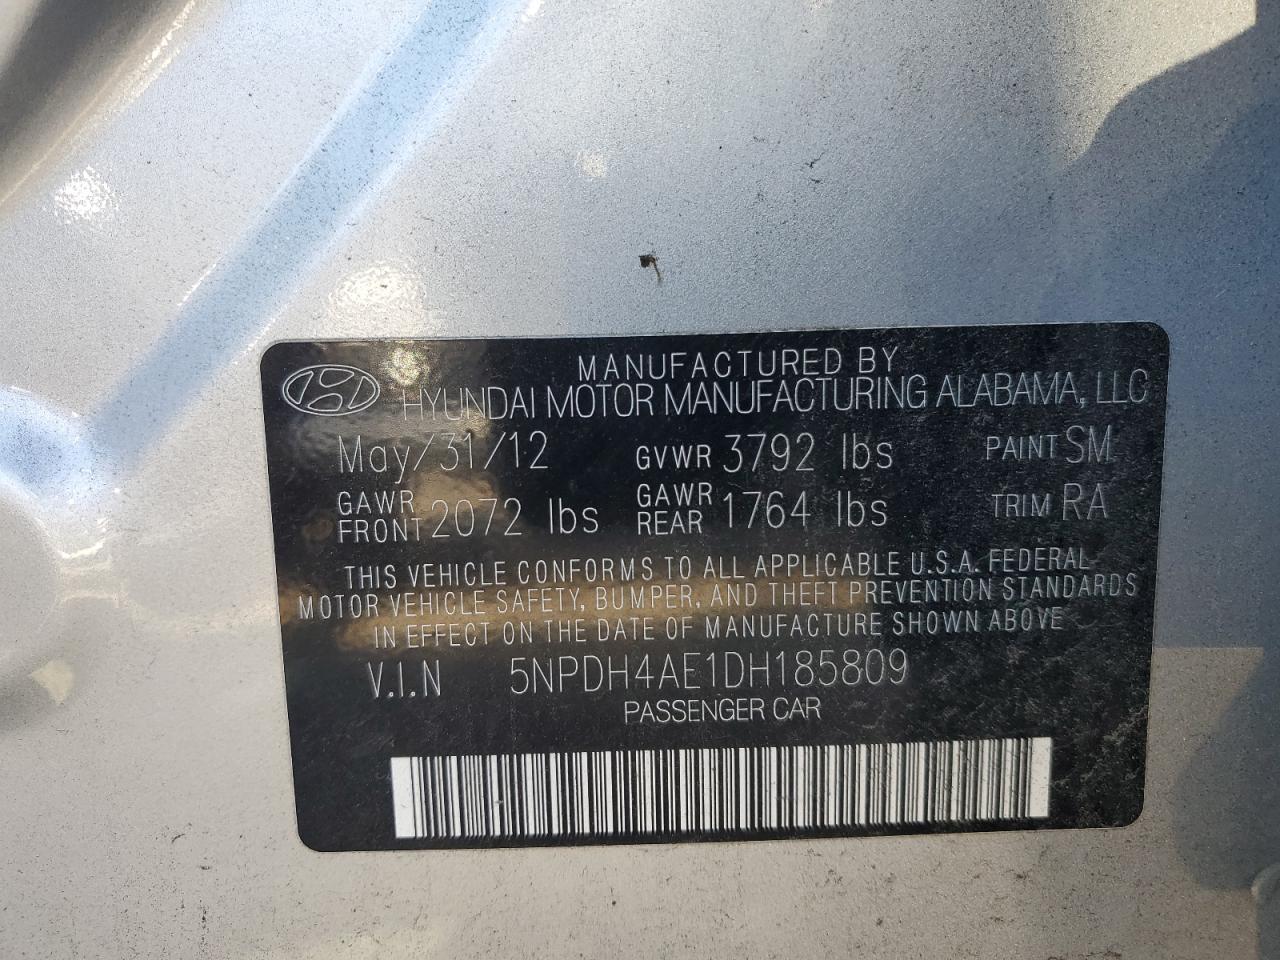 MANUFACTURED BY
HYUNDAI MOTOR MANUFACTURING ALABAMA, LLC
May/31/12 GVWR 3792 lbs PAINT SM
GAWR FRONT 2072 lbs GAWR REAR 1764 lbs TRIM RA
THIS VEHICLE CONFORMS TO ALL APPLICABLE U.S.A. FEDERAL
MOTOR VEHICLE SAFETY, BUMPER, AND THEFT PREVENTION STANDARDS
IN EFFECT ON THE DATE OF MANUFACTURE SHOWN ABOVE
V.I.N 5NPDH4AE1DH185809
PASSENGER CAR